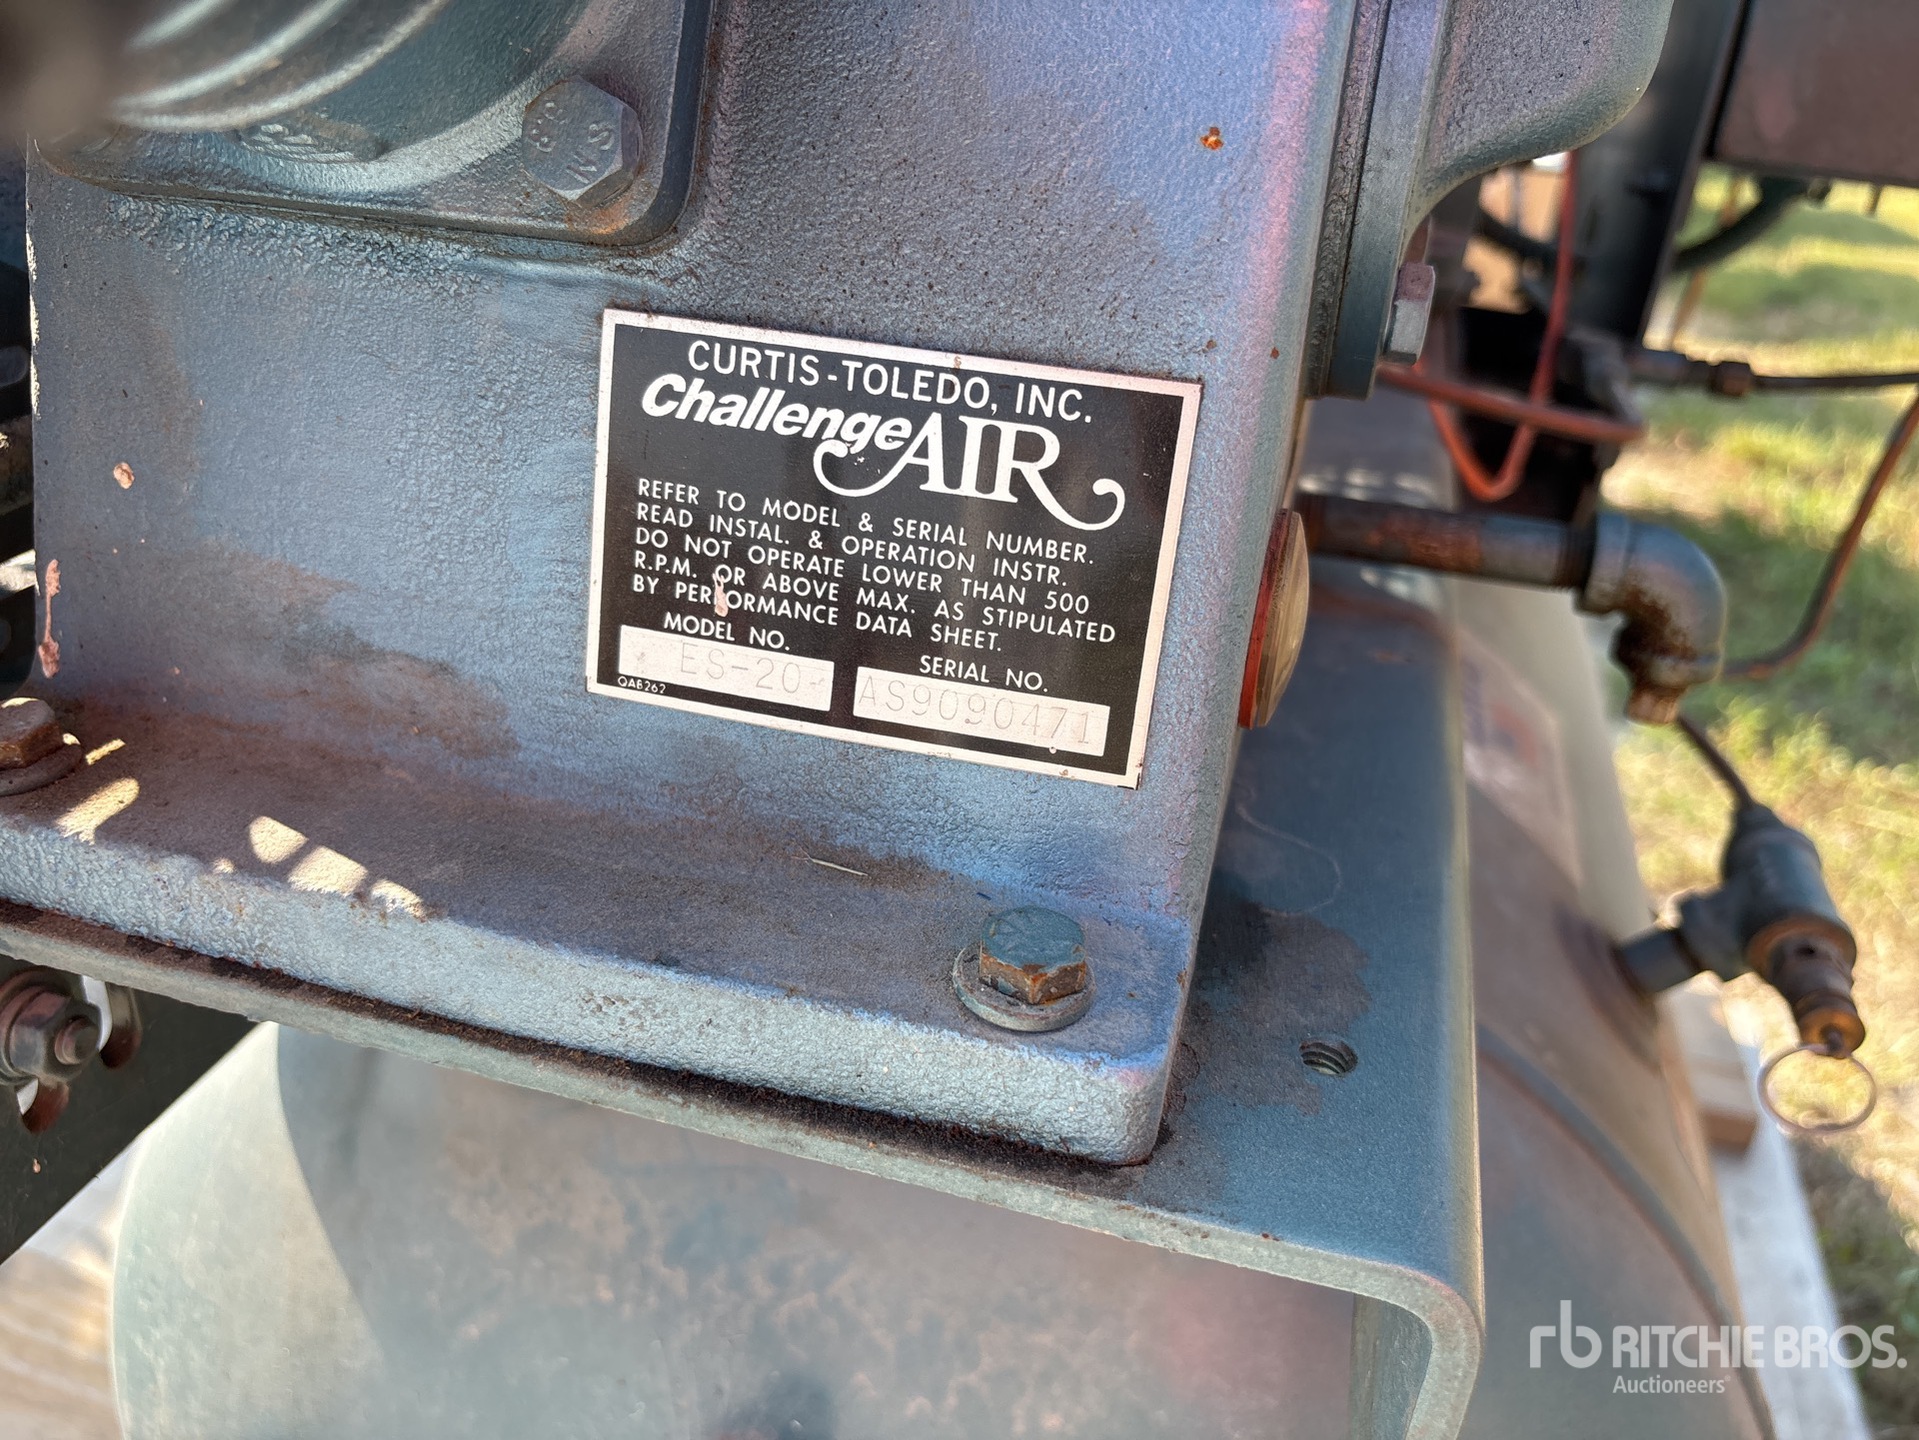 CURTIS-TOLEDO, INC.
ChallengeAIR
REFER TO MODEL & SERIAL NUMBER.
READ INSTAL. & OPERATION INSTR.
DO NOT OPERATE LOWER THAN 500
R.P.M. OR ABOVE MAX. AS STIPULATED
BY PERFORMANCE DATA SHEET.
MODEL NO.
SERIAL NO.
ES-20
AS9090471
QAB262
rb RITCHIE BROS.
Auctioneers